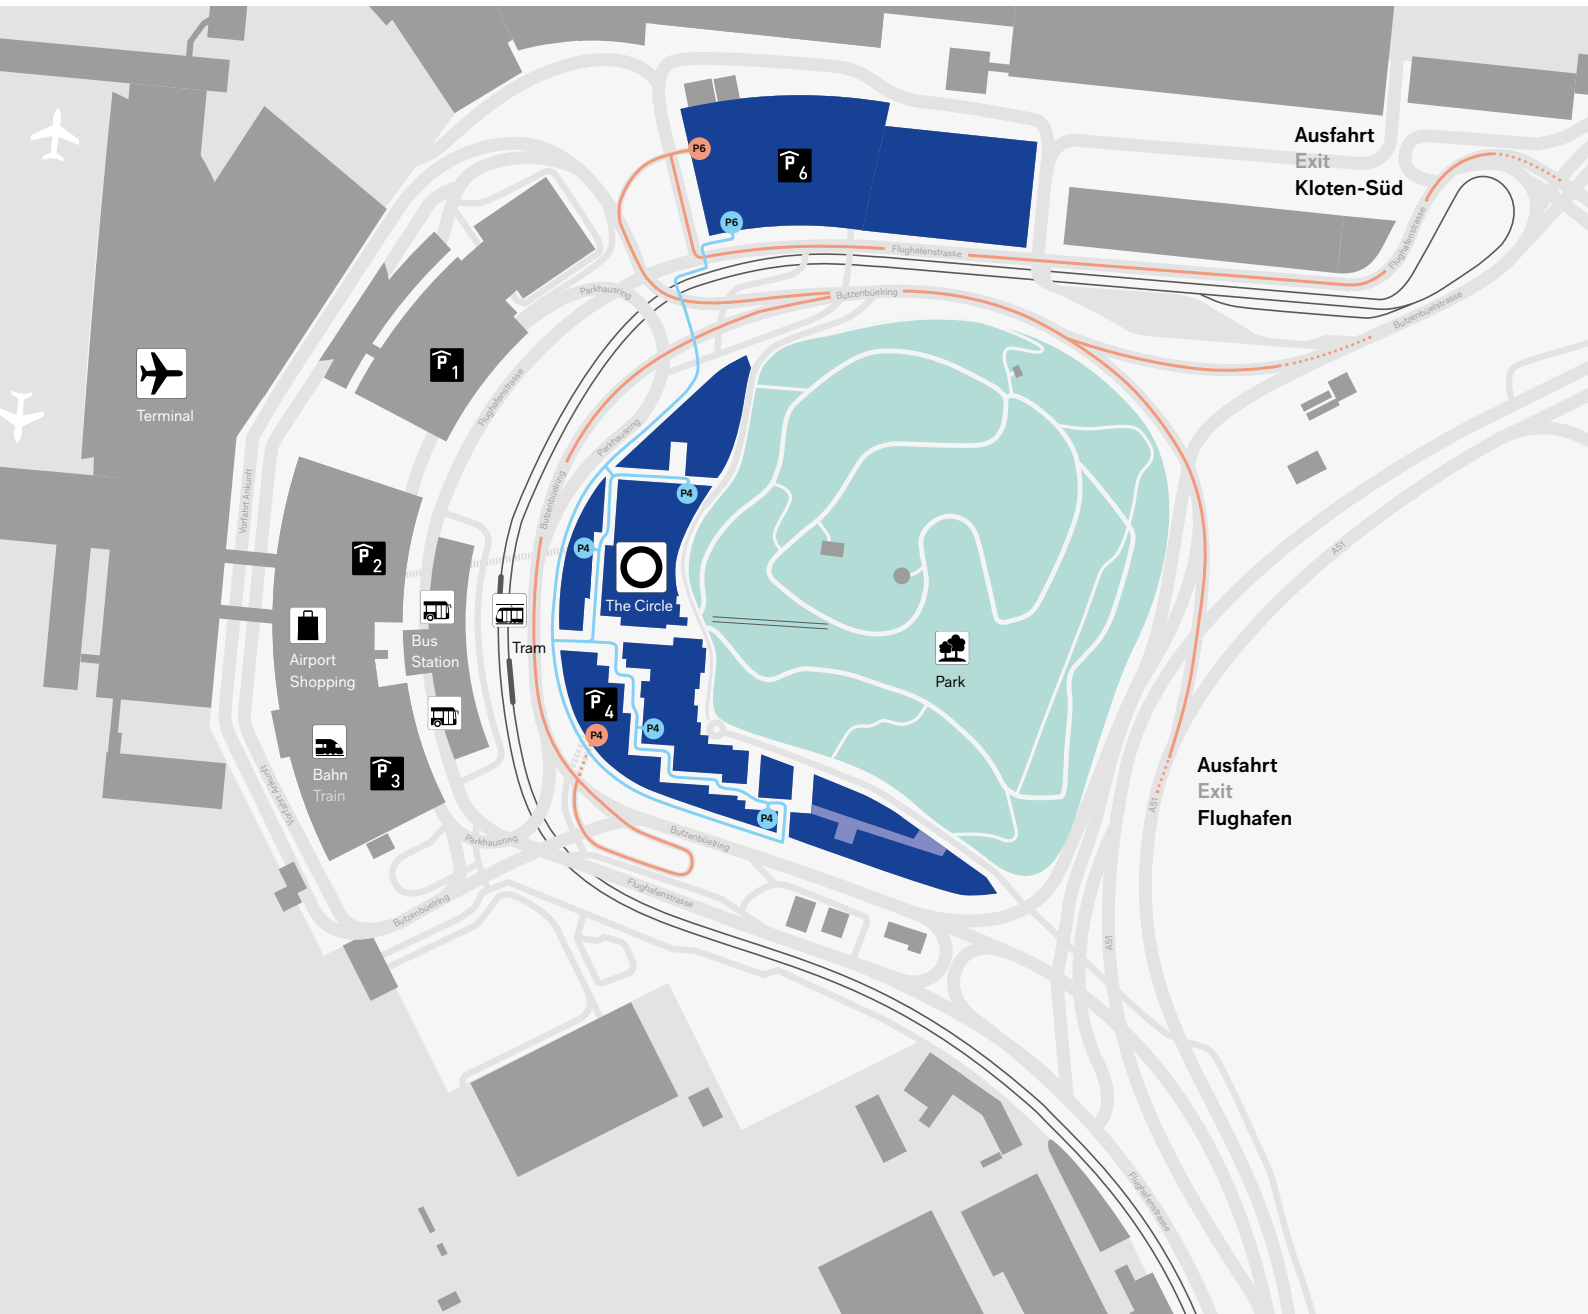 Ausfahrt
Exit
Kloten-Süd
P6
P
6
P6
Flughafenstrasse
Flughafenstrasse
Parkhausring
Butzenbüelring
Butzenbüelstrasse
P
1
Terminal
Flughafenstrasse
Parkhausring
Vorfahrt Ankunft
Butzenbüelring
P4
P4
P
2
The Circle
A51
Bus
Station
Tram
Airport
Shopping
Park
P
4
P4
P4
Bahn
Train
P
3
Vorfahrt Ankunft
Ausfahrt
Exit
Flughafen
A51
P4
Parkhausring
Butzenbüelring
Flughafenstrasse
Butzenbüelring
A51
Flughafenstrasse